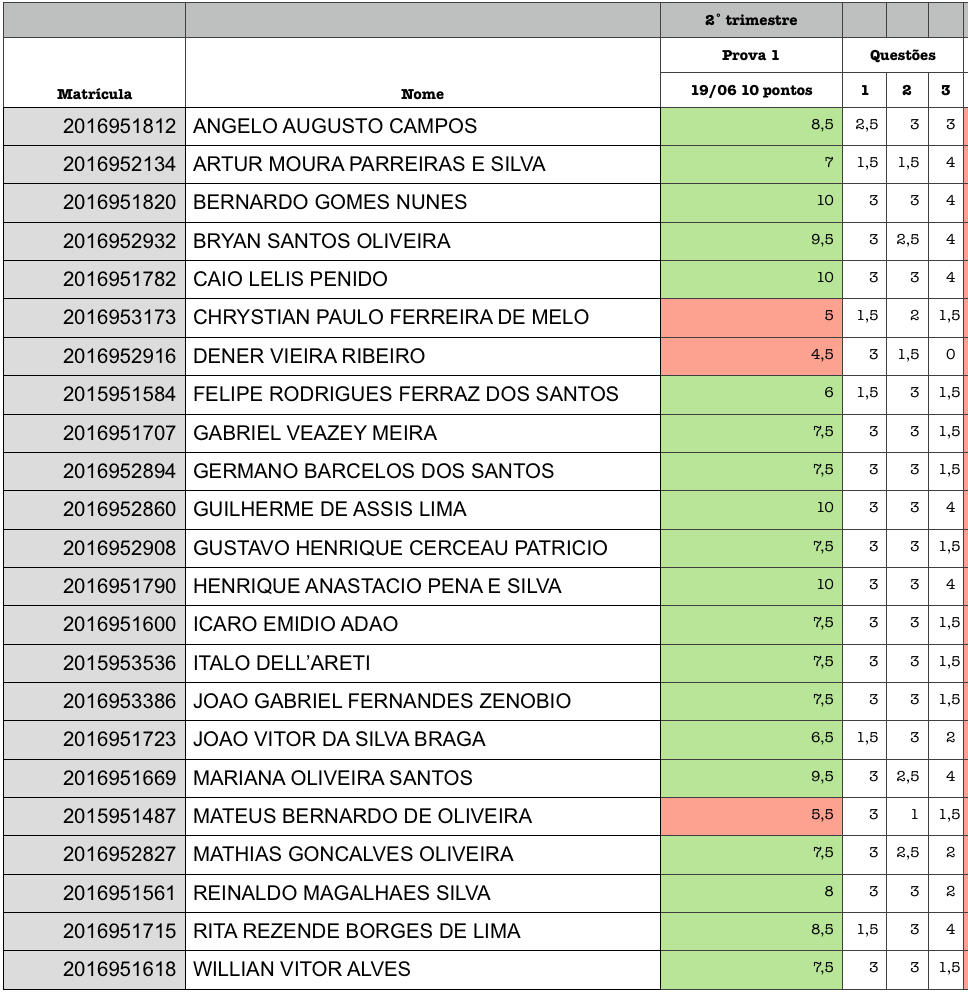 2° trimestre
Prova 1 Questões
Matrícula Nome 19/06 10 pontos 1 2 3
2016951812 ANGELO AUGUSTO CAMPOS 8,5 2,5 3 3
2016952134 ARTUR MOURA PARREIRAS E SILVA 7 1,5 1,5 4
2016951820 BERNARDO GOMES NUNES 10 3 3 4
2016952932 BRYAN SANTOS OLIVEIRA 9,5 3 2,5 4
2016951782 CAIO LELIS PENIDO 10 3 3 4
2016953173 CHRYSTIAN PAULO FERREIRA DE MELO 5 1,5 2 1,5
2016952916 DENER VIEIRA RIBEIRO 4,5 3 1,5 0
2015951584 FELIPE RODRIGUES FERRAZ DOS SANTOS 6 1,5 3 1,5
2016951707 GABRIEL VEAZEY MEIRA 7,5 3 3 1,5
2016952894 GERMANO BARCELOS DOS SANTOS 7,5 3 3 1,5
2016952860 GUILHERME DE ASSIS LIMA 10 3 3 4
2016952908 GUSTAVO HENRIQUE CERCEAU PATRICIO 7,5 3 3 1,5
2016951790 HENRIQUE ANASTACIO PENA E SILVA 10 3 3 4
2016951600 ICARO EMIDIO ADAO 7,5 3 3 1,5
2015953536 ITALO DELL'ARETI 7,5 3 3 1,5
2016953386 JOAO GABRIEL FERNANDES ZENOBIO 7,5 3 3 1,5
2016951723 JOAO VITOR DA SILVA BRAGA 6,5 1,5 3 2
2016951669 MARIANA OLIVEIRA SANTOS 9,5 3 2,5 4
2015951487 MATEUS BERNARDO DE OLIVEIRA 5,5 3 1 1,5
2016952827 MATHIAS GONCALVES OLIVEIRA 7,5 3 2,5 2
2016951561 REINALDO MAGALHAES SILVA 8 3 3 2
2016951715 RITA REZENDE BORGES DE LIMA 8,5 1,5 3 4
2016951618 WILLIAN VITOR ALVES 7,5 3 3 1,5